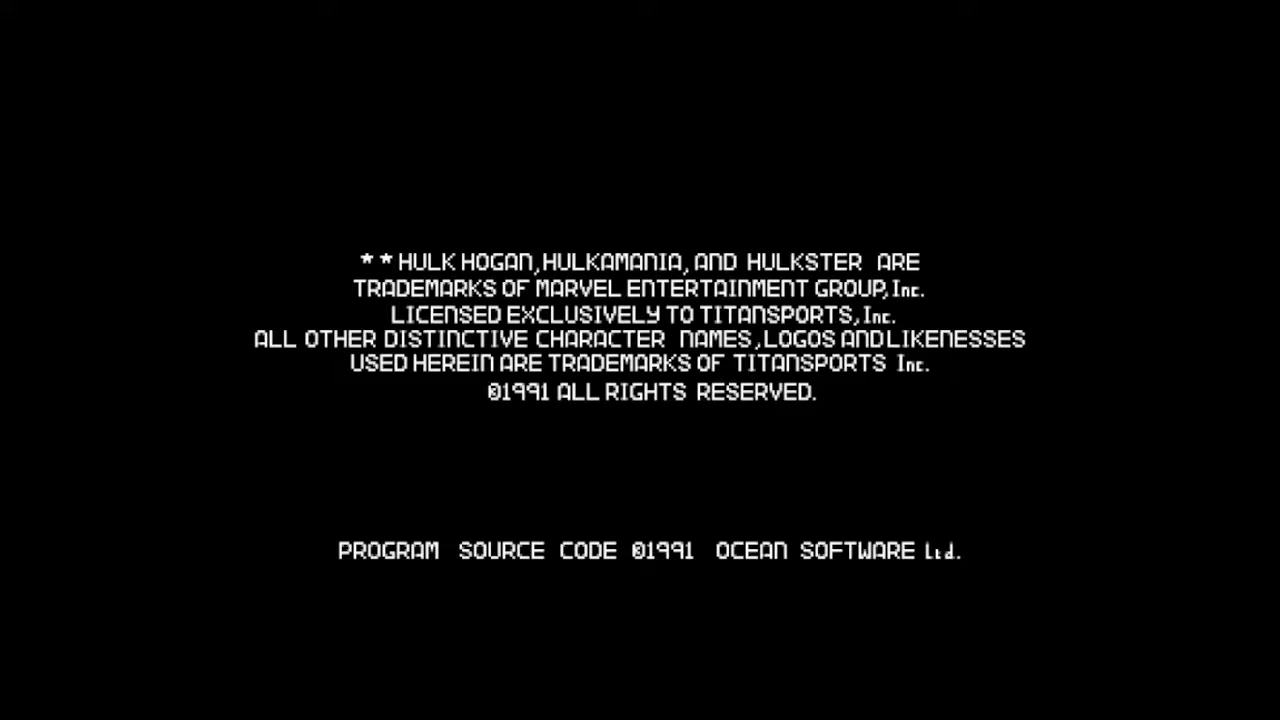 ** HULK HOGAN, HULKAMANIA, AND HULKSTER ARE
TRADEMARKS OF MARVEL ENTERTAINMENT GROUP, Inc.
LICENSED EXCLUSIVELY TO TITANSPORTS, Inc.
ALL OTHER DISTINCTIVE CHARACTER NAMES, LOGOS AND LIKENESSES
USED HEREIN ARE TRADEMARKS OF TITANSPORTS Inc.
©1991 ALL RIGHTS RESERVED.
PROGRAM SOURCE CODE ©1991 OCEAN SOFTWARE Ltd.